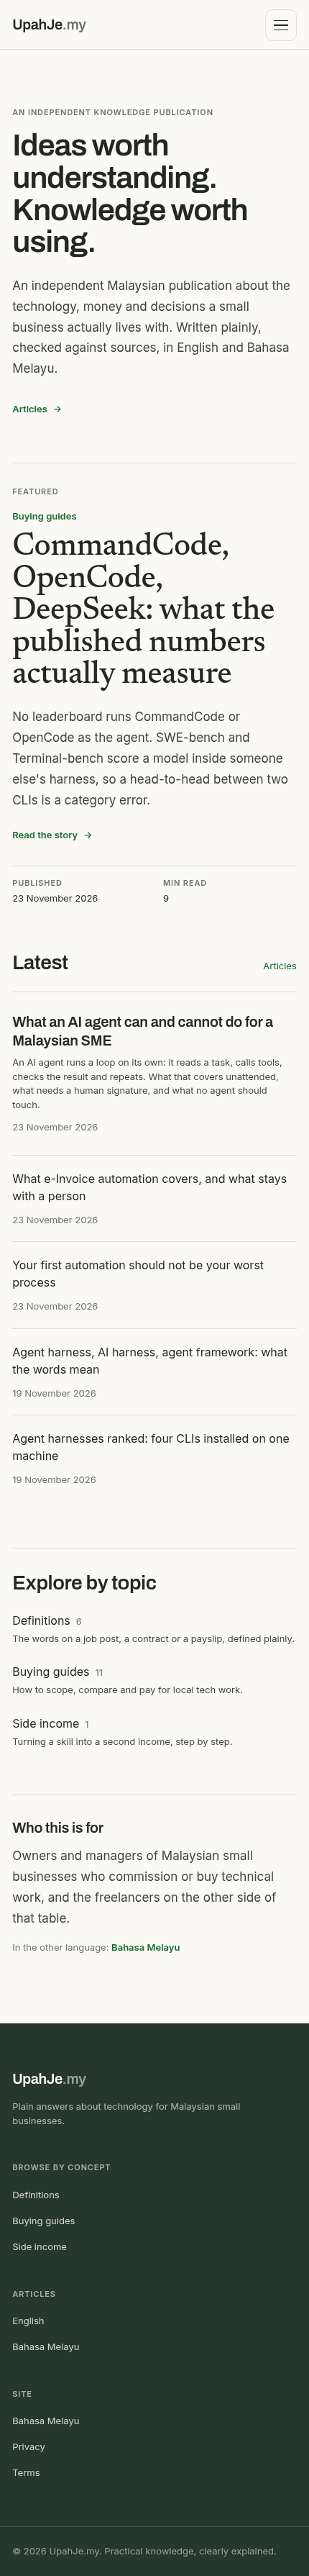 UpahJe.my
AN INDEPENDENT KNOWLEDGE PUBLICATION
Ideas worth
understanding.
Knowledge worth
using.
An independent Malaysian publication about the
technology, money and decisions a small
business actually lives with. Written plainly,
checked against sources, in English and Bahasa
Melayu.
Articles →
FEATURED
Buying guides
CommandCode,
OpenCode,
DeepSeek: what the
published numbers
actually measure
No leaderboard runs CommandCode or
OpenCode as the agent. SWE-bench and
Terminal-bench score a model inside someone
else's harness, so a head-to-head between two
CLIs is a category error.
Read the story →
PUBLISHED
23 November 2026
MIN READ
9
Latest
Articles
What an AI agent can and cannot do for a
Malaysian SME
An AI agent runs a loop on its own: it reads a task, calls tools,
checks the result and repeats. What that covers unattended,
what needs a human signature, and what no agent should
touch.
23 November 2026
What e-Invoice automation covers, and what stays
with a person
23 November 2026
Your first automation should not be your worst
process
23 November 2026
Agent harness, AI harness, agent framework: what
the words mean
19 November 2026
Agent harnesses ranked: four CLIs installed on one
machine
19 November 2026
Explore by topic
Definitions 6
The words on a job post, a contract or a payslip, defined plainly.
Buying guides 11
How to scope, compare and pay for local tech work.
Side income 1
Turning a skill into a second income, step by step.
Who this is for
Owners and managers of Malaysian small
businesses who commission or buy technical
work, and the freelancers on the other side of
that table.
In the other language: Bahasa Melayu
UpahJe.my
Plain answers about technology for Malaysian small
businesses.
BROWSE BY CONCEPT
Definitions
Buying guides
Side income
ARTICLES
English
Bahasa Melayu
SITE
Bahasa Melayu
Privacy
Terms
© 2026 UpahJe.my. Practical knowledge, clearly explained.